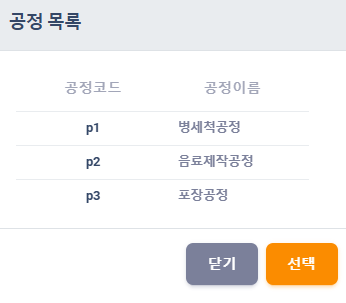 공정 목록
공정코드 공정이름
p1 병세척공정
p2 음료제작공정
p3 포장공정
닫기 선택